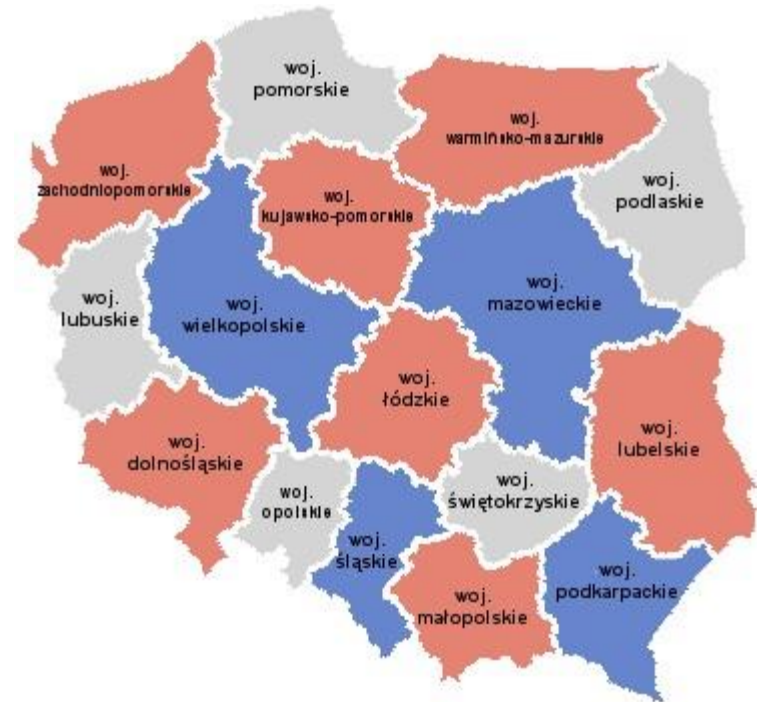 woj.
pomorskie
woj.
warmińsko-mazurskie
woj.
zachodniopomorskie
woj.
kujawsko-pomorskie
woj.
podlaskie
woj.
lubuskie
woj.
wielkopolskie
woj.
mazowieckie
woj.
łódzkie
woj.
dolnośląskie
woj.
lubelskie
woj.
opolskie
woj.
świętokrzyskie
woj.
śląskie
woj.
małopolskie
woj.
podkarpackie